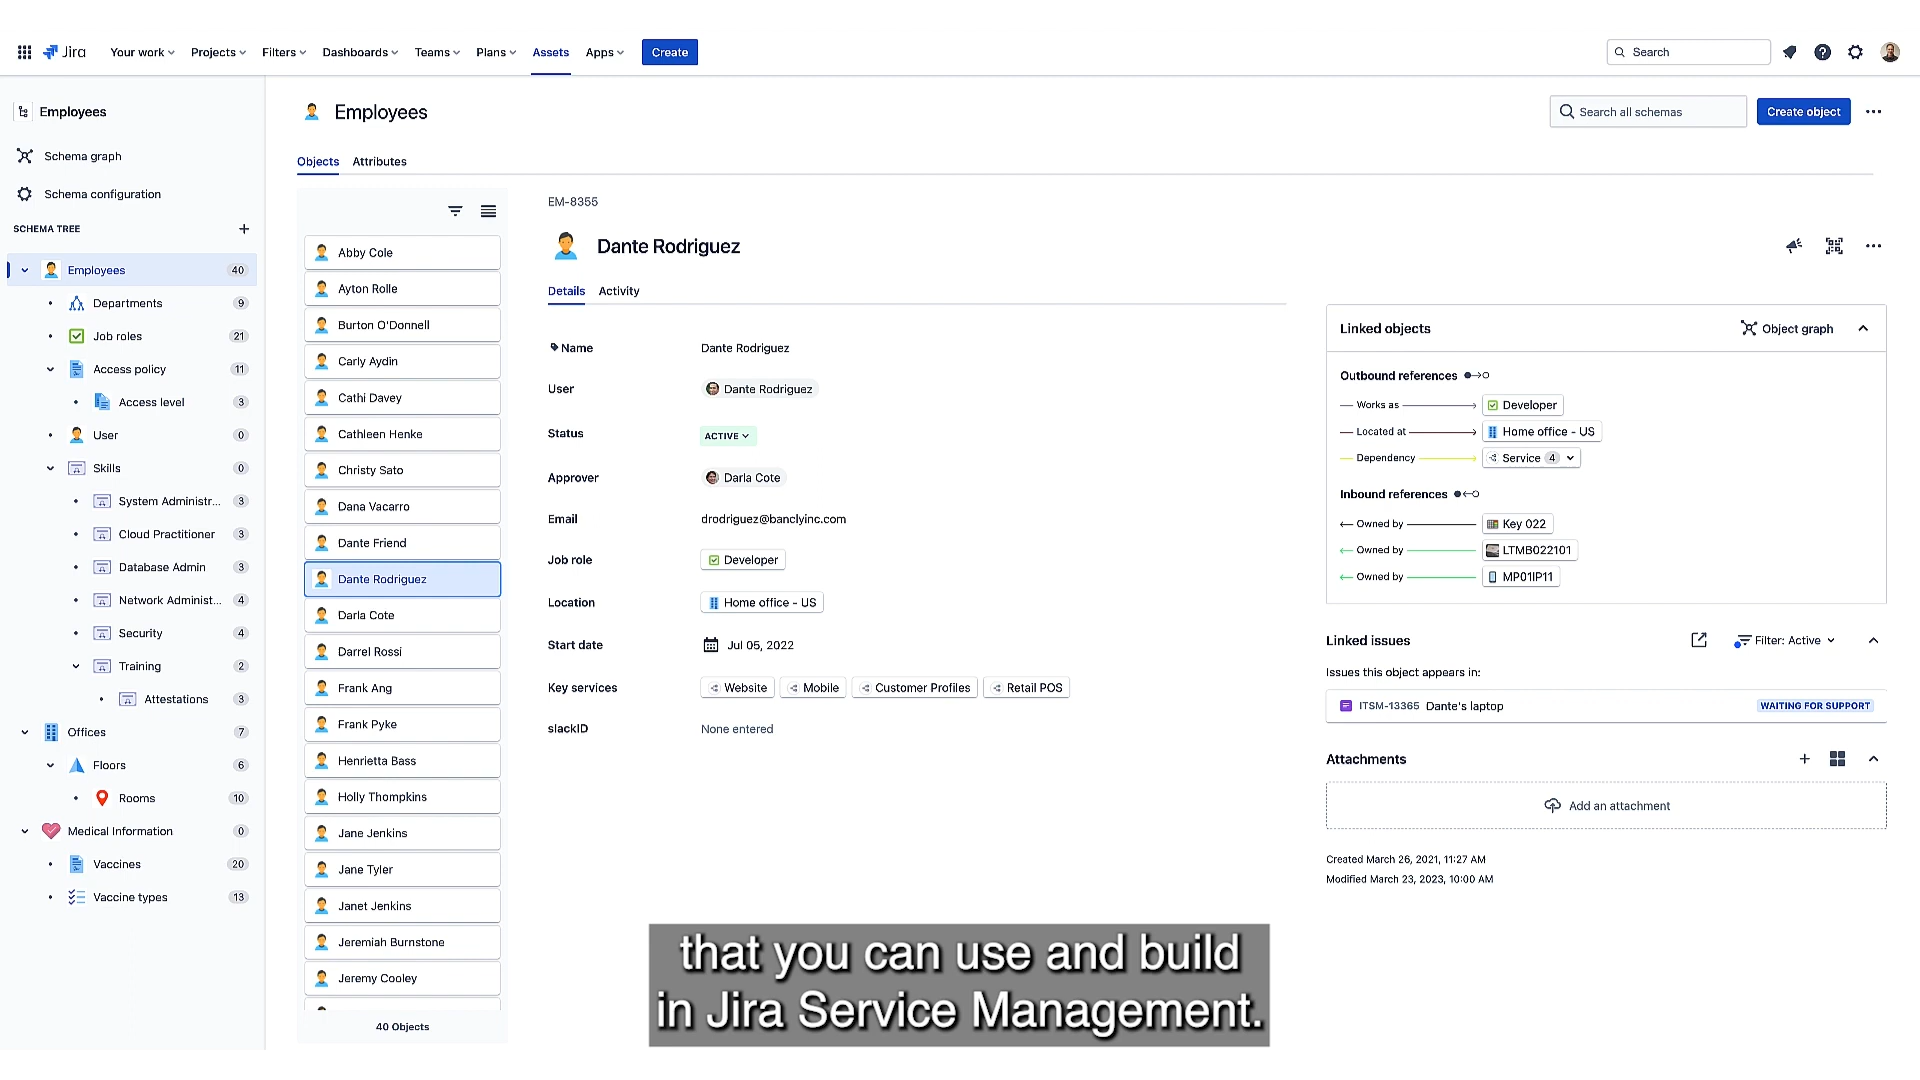 Jira Your work Projects Filters Dashboards Teams Plans Assets Apps Create Search
Employees
Schema graph
Schema configuration
SCHEMA TREE
Employees 40
Departments 9
Job roles 21
Access policy 11
Access level 3
User 0
Skills 0
System Administr... 3
Cloud Practitioner 3
Database Admin 3
Network Administ... 4
Security 4
Training 2
Attestations 3
Offices 7
Floors 6
Rooms 10
Medical Information 0
Vaccines 20
Vaccine types 13
Employees
Search all schemas Create object
Objects Attributes
Abby Cole
Ayton Rolle
Burton O'Donnell
Carly Aydin
Cathi Davey
Cathleen Henke
Christy Sato
Dana Vacarro
Dante Friend
Dante Rodriguez
Darla Cote
Darrel Rossi
Frank Ang
Frank Pyke
Henrietta Bass
Holly Thompkins
Jane Jenkins
Jane Tyler
Janet Jenkins
Jeremiah Burnstone
Jeremy Cooley
40 Objects
EM-8355
Dante Rodriguez
Details Activity
Name Dante Rodriguez
User Dante Rodriguez
Status ACTIVE
Approver Darla Cote
Email drodriguez@banclyinc.com
Job role Developer
Location Home office - US
Start date Jul 05, 2022
Key services Website Mobile Customer Profiles Retail POS
slackID None entered
Linked objects Object graph
Outbound references
Works as Developer
Located at Home office - US
Dependency Service 4
Inbound references
Owned by Key 022
Owned by LTMB022101
Owned by MP01IP11
Linked issues Filter: Active
Issues this object appears in:
ITSM-13365 Dante's laptop WAITING FOR SUPPORT
Attachments
Add an attachment
Created March 26, 2021, 11:27 AM
Modified March 23, 2023, 10:00 AM
that you can use and build
in Jira Service Management.